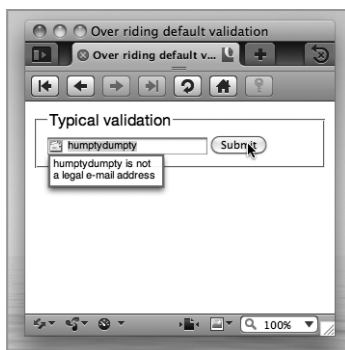 Over riding default validation
Over riding default v...
Typical validation
humptydumpty
Submit
humptydumpty is not
a legal e-mail address
100%